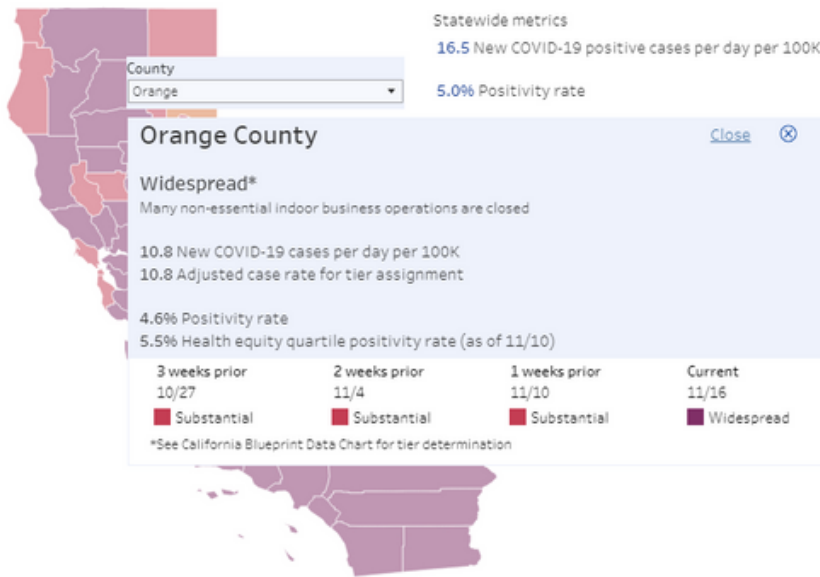 Statewide metrics
16.5 New COVID-19 positive cases per day per 100K
5.0% Positivity rate
County
Orange
Orange County
Close
Widespread*
Many non-essential indoor business operations are closed
10.8 New COVID-19 cases per day per 100K
10.8 Adjusted case rate for tier assignment
4.6% Positivity rate
5.5% Health equity quartile positivity rate (as of 11/10)
3 weeks prior
10/27
Substantial
2 weeks prior
11/4
Substantial
1 weeks prior
11/10
Substantial
Current
11/16
Widespread
*See California Blueprint Data Chart for tier determination